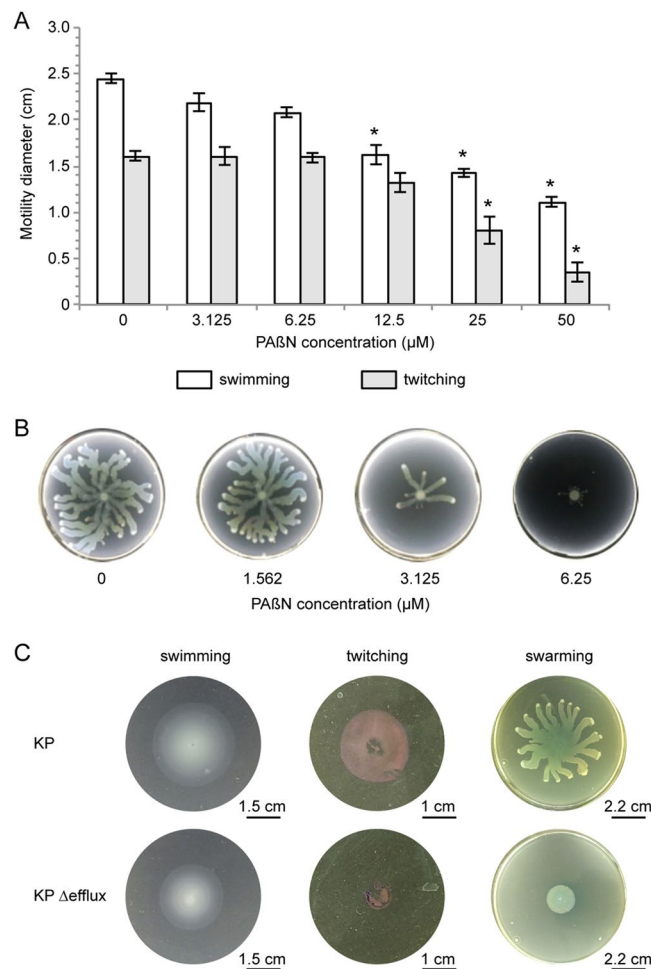 A
3.0
2.5
2.0
1.5
1.0
0.5
0
Motility diameter (cm)
* * * * *
0 3.125 6.25 12.5 25 50
PAßN concentration (µM)
swimming twitching
B
0 1.562 3.125 6.25
PAßN concentration (µM)
C
swimming twitching swarming
KP
1.5 cm 1 cm 2.2 cm
KP Δefflux
1.5 cm 1 cm 2.2 cm